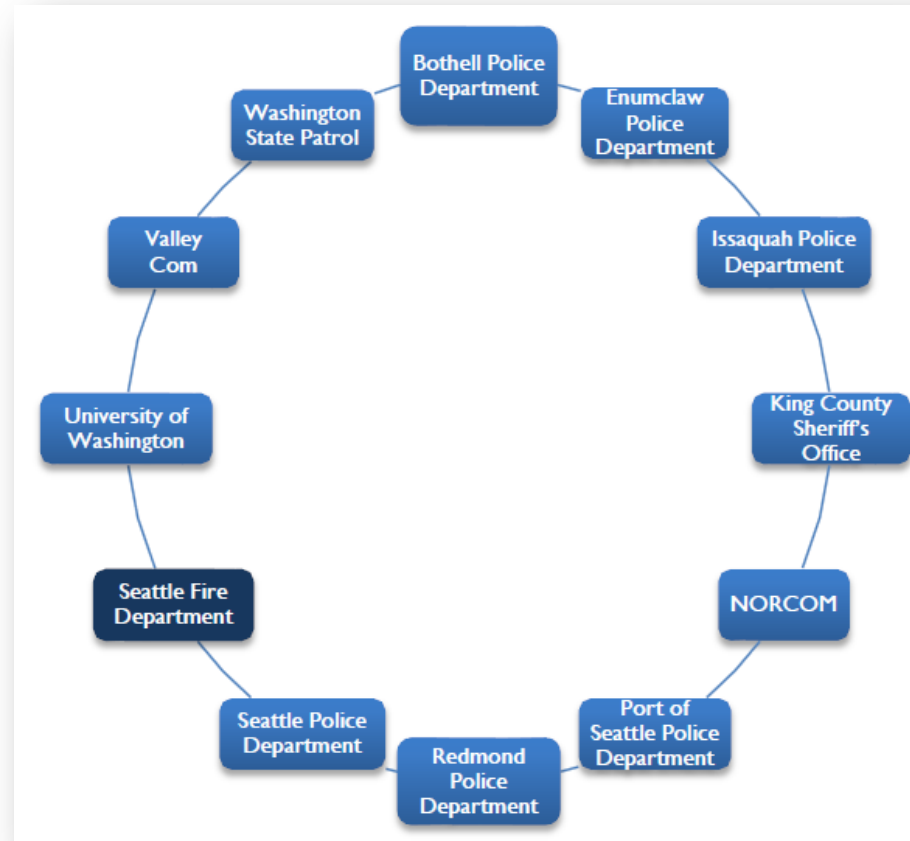 Bothell Police
Department
Enumclaw
Police
Department
Issaquah Police
Department
King County
Sheriff's
Office
NORCOM
Port of
Seattle Police
Department
Redmond
Police
Department
Seattle Police
Department
Seattle Fire
Department
University of
Washington
Valley
Com
Washington
State Patrol